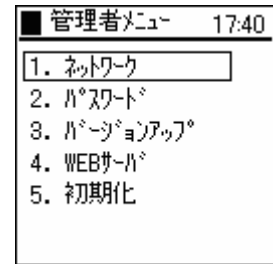 ■ 管理者ﾒﾆｭｰ 17:40
1. ﾈｯﾄﾜｰｸ
2. ﾊﾟｽﾜｰﾄﾞ
3. ﾊﾞｰｼﾞｮﾝｱｯﾌﾟ
4. WEBｻｰﾊﾞ
5. 初期化